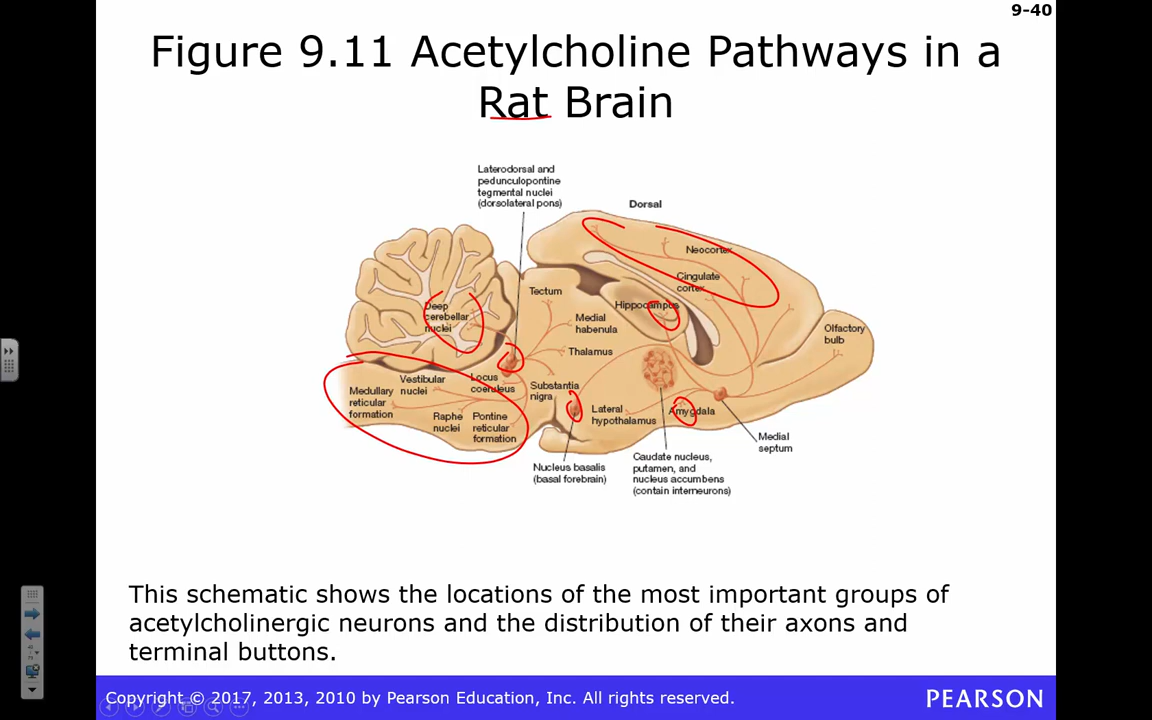 9-40
Figure 9.11 Acetylcholine Pathways in a
Rat Brain
Laterodorsal and
pedunculopontine
tegmental nuclei
(dorsolateral pons)
Dorsal
Neocortex
Cingulate
cortex
Deep
cerebellar
nuclei
Tectum
Hippocampus
Medial
habenula
Olfactory
bulb
Thalamus
Medullary
reticular
formation
Vestibular
nuclei
Locus
coeruleus
Substantia
nigra
Raphe
nuclei
Pontine
reticular
formation
Lateral
hypothalamus
Amygdala
Medial
septum
Nucleus basalis
(basal forebrain)
Caudate nucleus,
putamen, and
nucleus accumbens
(contain interneurons)
This schematic shows the locations of the most important groups of
acetylcholinergic neurons and the distribution of their axons and
terminal buttons.
Copyright © 2017, 2013, 2010 by Pearson Education, Inc. All rights reserved.
PEARSON